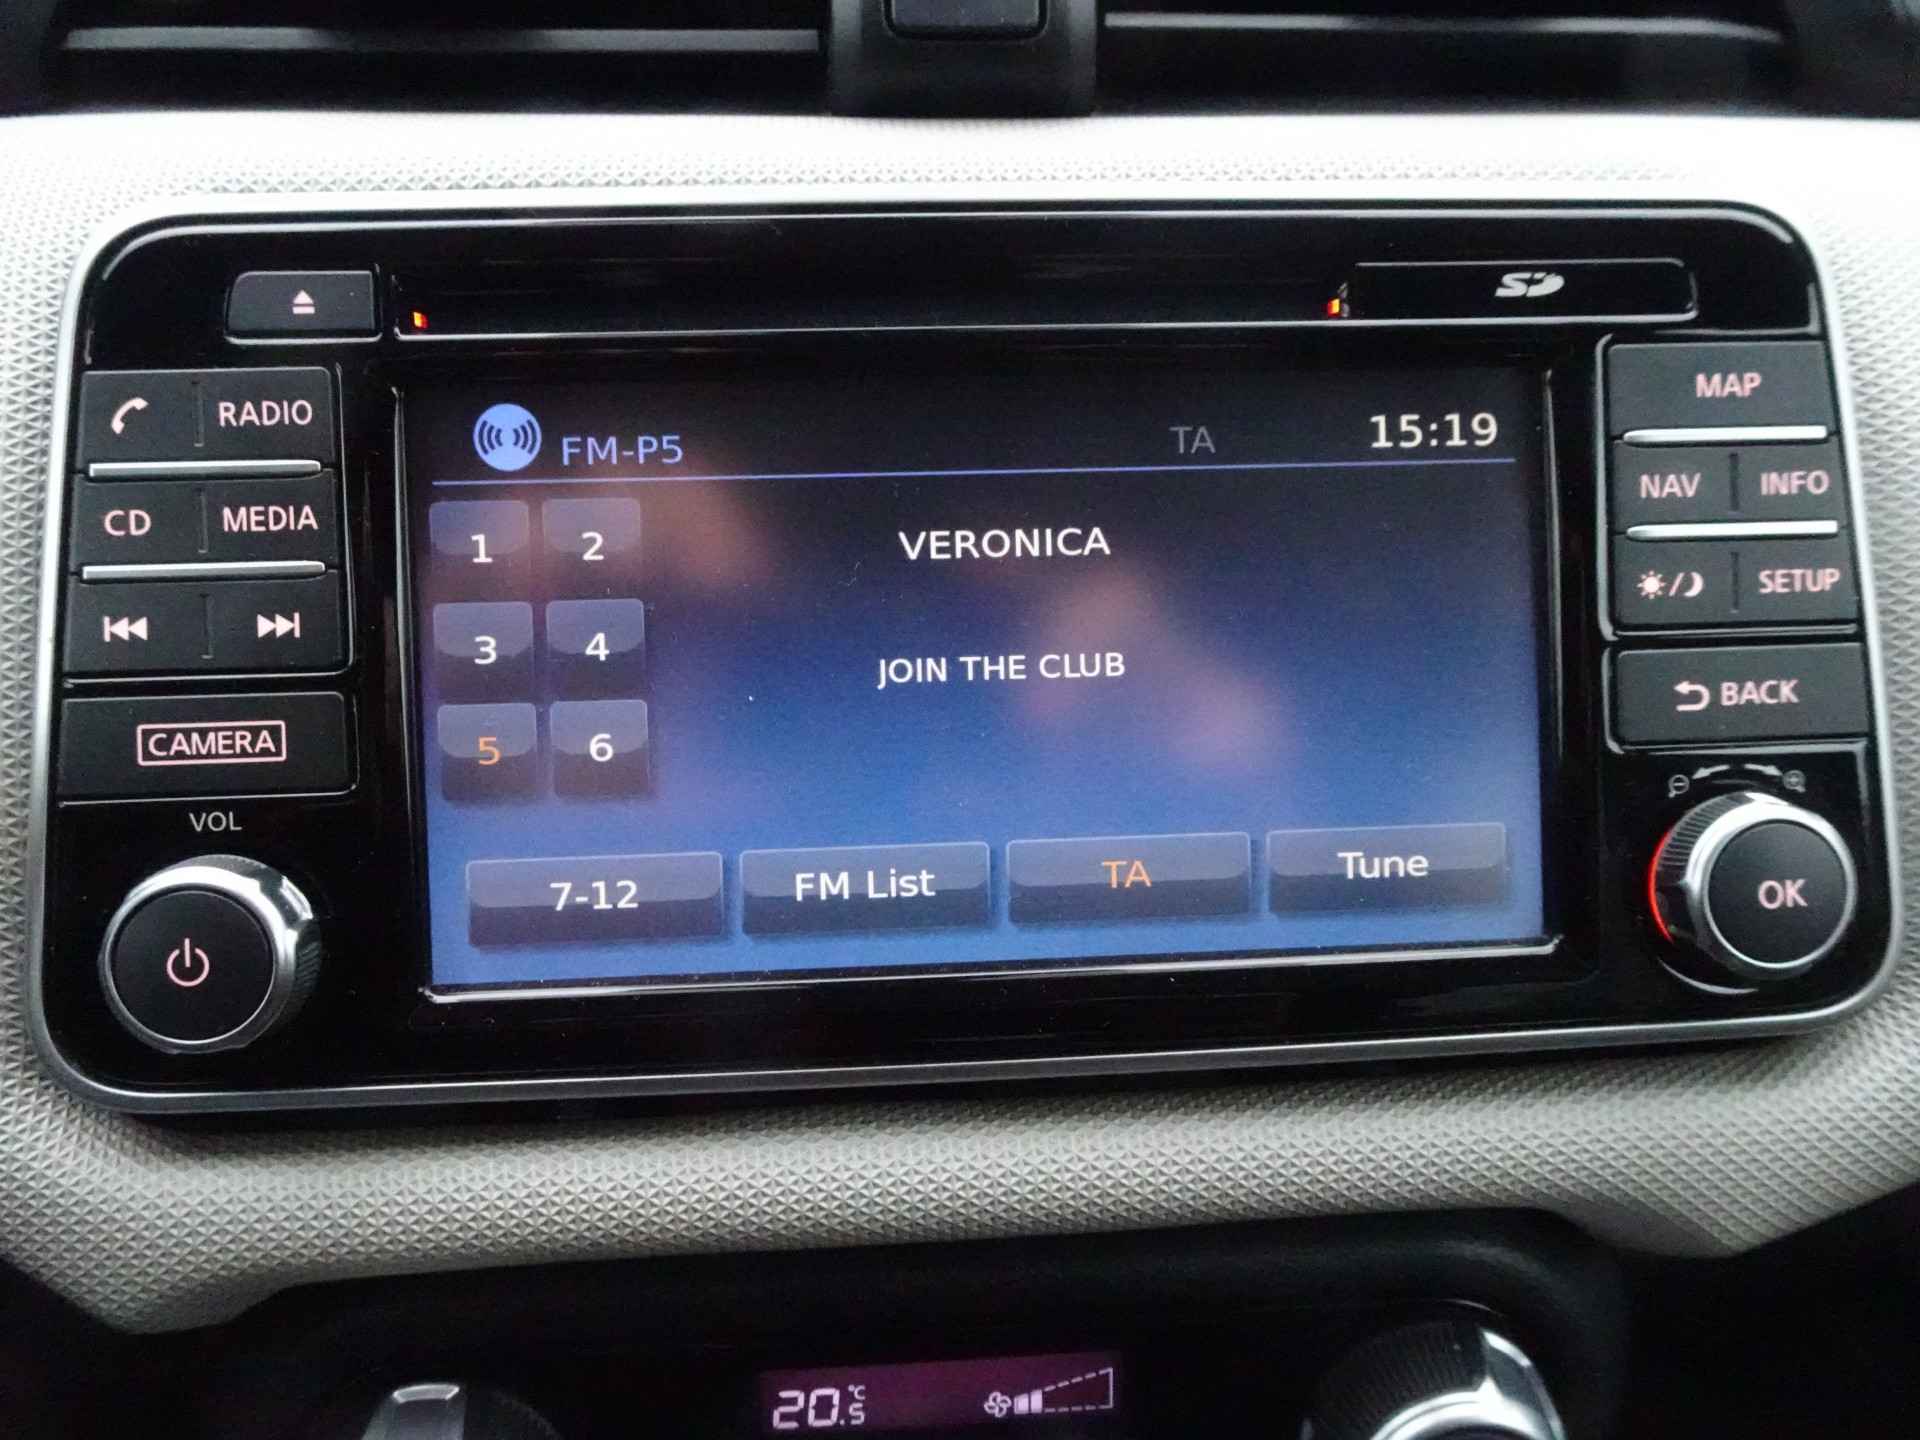 SD
RADIO
MAP
FM-P5 TA 15:19
CD MEDIA
NAV INFO
1 2 VERONICA
SETUP
3 4 JOIN THE CLUB
BACK
CAMERA
5 6
VOL
7-12 FM List TA Tune
OK
20.5 °C